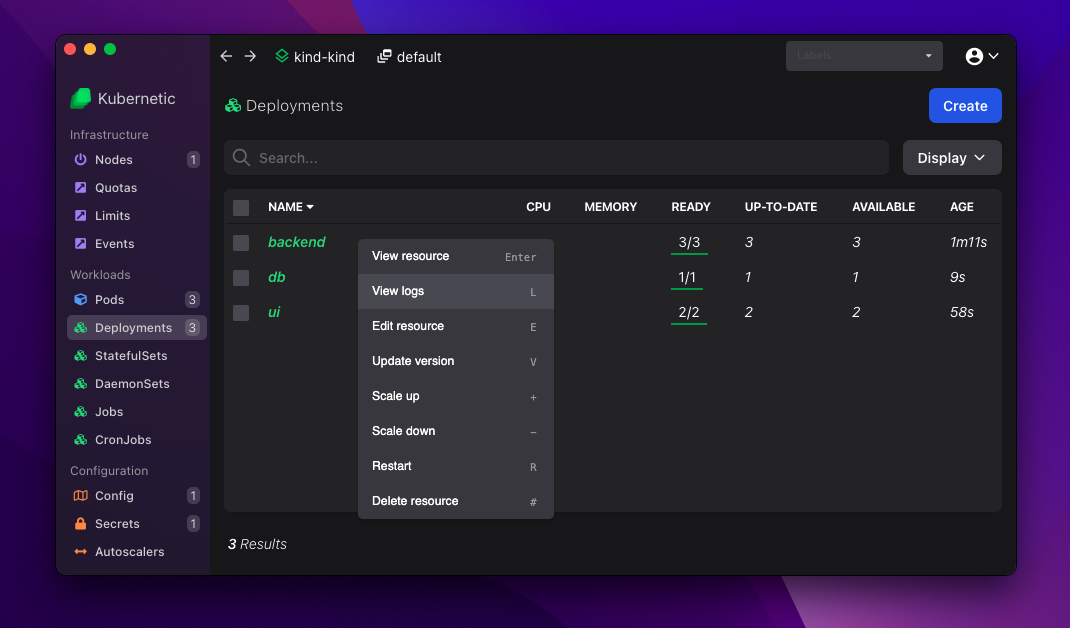 kind-kind default Labels
Kubernetic
Deployments Create
Infrastructure
Nodes 1
Quotas
Limits
Events
Workloads
Pods 3
Deployments 3
StatefulSets
DaemonSets
Jobs
CronJobs
Configuration
Config 1
Secrets 1
Autoscalers
Search... Display
NAME CPU MEMORY READY UP-TO-DATE AVAILABLE AGE
backend 3/3 3 3 1m11s
db 1/1 1 1 9s
ui 2/2 2 2 58s
View resource Enter
View logs L
Edit resource E
Update version V
Scale up +
Scale down –
Restart R
Delete resource #
3 Results